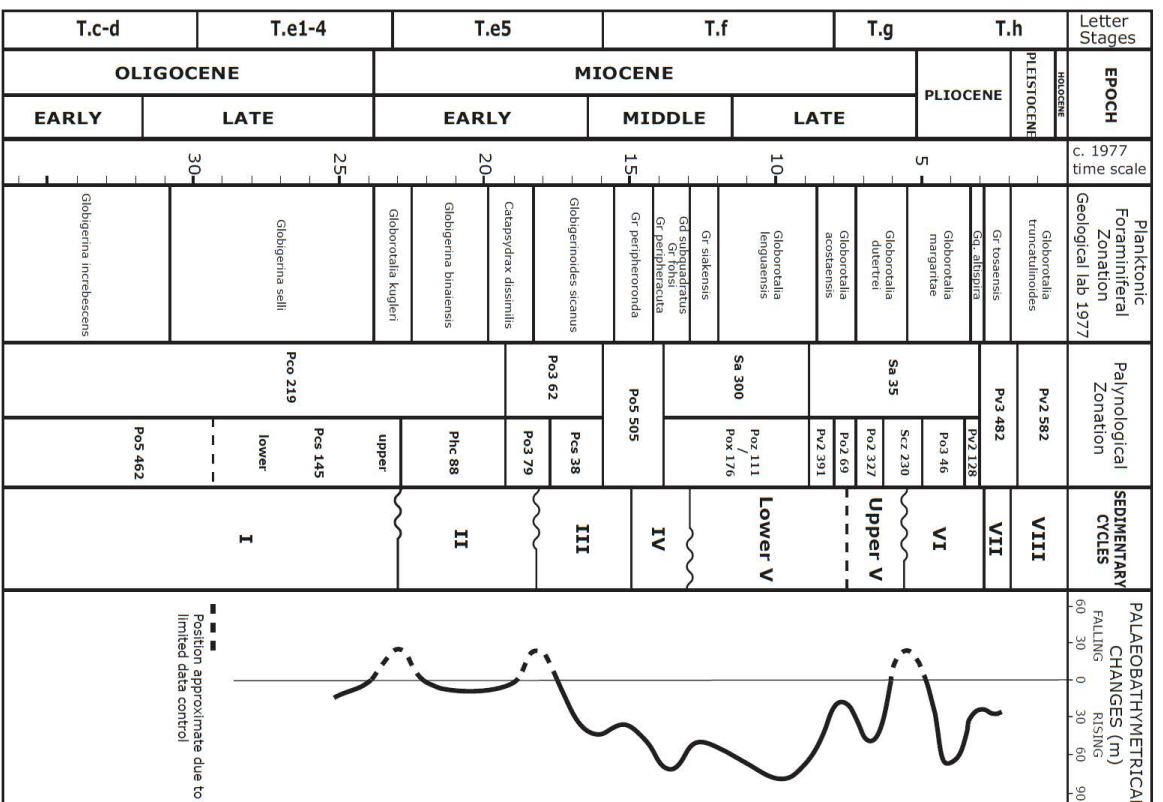 T.c-d
T.e1-4
T.e5
T.f
T.g
T.h
Letter
Stages
OLIGOCENE
MIOCENE
PLIOCENE
PLEISTOCENE
HOLOCENE
EPOCH
EARLY
LATE
EARLY
MIDDLE
LATE
30
25
20
15
10
5
c. 1977
time scale
Globigerina increbescens
Globigerina selli
Globorotalia kugleri
Globigerina binaiensis
Catapsydrax dissimilis
Globigerinoides sicanus
Gr peripheroronda
Gd subquadratus
Gr fohsi
Gr peripheracuta
Gr siakensis
Globorotalia
lenguaensis
Globorotalia
acostaensis
Globorotalia
dutertrei
Globorotalia
margaritae
Gq. altispira
Gr tosaensis
Globorotalia
truncatulinoides
Planktonic
Foraminiferal
Zonation
Geological lab 1977
Pco 219
Po3 62
Po5 505
Sa 300
Sa 35
Pv3 482
Pv2 582
Palynological
Zonation
Po5 462
lower
Pcs 145
upper
Phc 88
Po3 79
Pcs 38
Poz 111
/
Pox 176
Pv2 391
Po2 69
Po2 327
Scz 230
Po3 46
Pv2 128
I
II
III
IV
Lower V
Upper V
VI
VII
VIII
SEDIMENTARY
CYCLES
Position approximate due to
limited data control
60
30
0
30
60
90
FALLING
RISING
PALAEOBATHYMETRICAL
CHANGES (m)